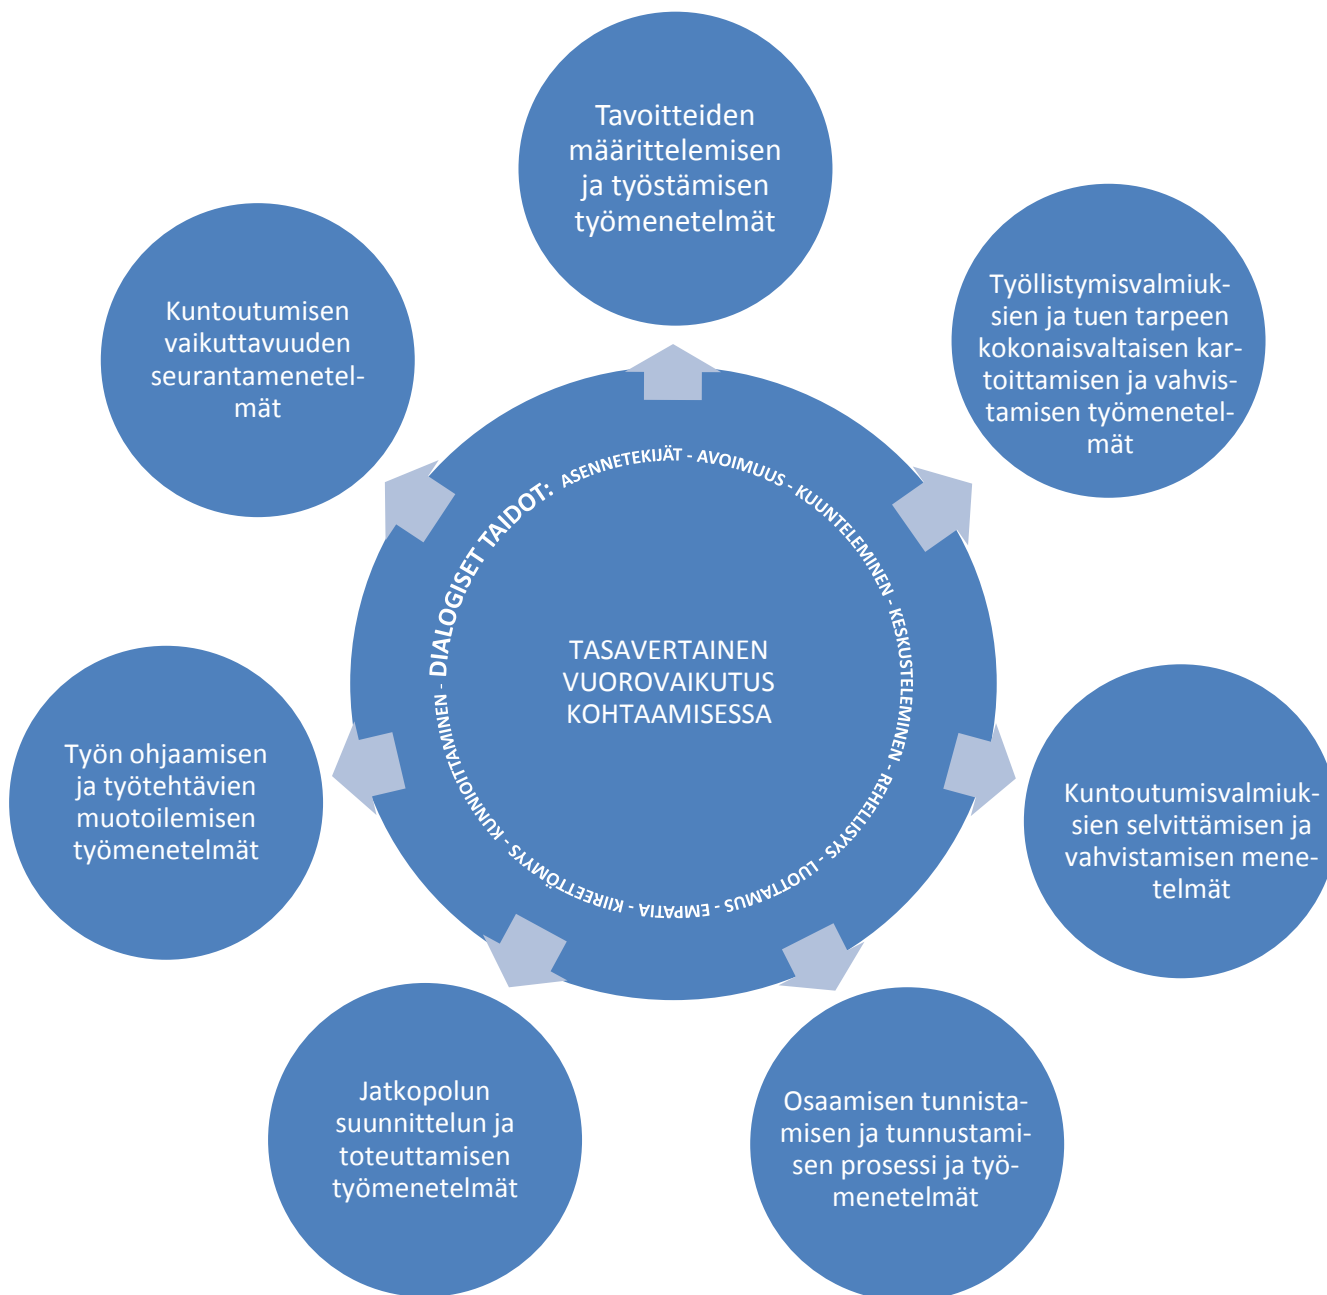 Tavoitteiden
määrittelemisen
ja työstämisen
työmenetelmät
Työllistymisvalmiuk-
sien ja tuen tarpeen
kokonaisvaltaisen kar-
toittamisen ja vahvis-
tamisen työmenetel-
mät
Kuntoutumisvalmiuk-
sien selvittämisen ja
vahvistamisen mene-
telmät
Osaamisen tunnista-
misen ja tunnustami-
sen prosessi ja työ-
menetelmät
Jatkopolun
suunnittelun ja
toteuttamisen
työmenetelmät
Työn ohjaamisen
ja työtehtävien
muotoilemisen
työmenetelmät
Kuntoutumisen
vaikuttavuuden
seurantamenetel-
mät
DIALOGISET TAIDOT: ASENNETEKIJÄT - AVOIMUUS - KUUNTELEMINEN - KESKUSTELEMINEN - REHELLISYYS - LUOTTAMUS - EMPATIA - KIIREETTÖMYYS - KUNNIOITTAMINEN -
TASAVERTAINEN
VUOROVAIKUTUS
KOHTAAMISESSA